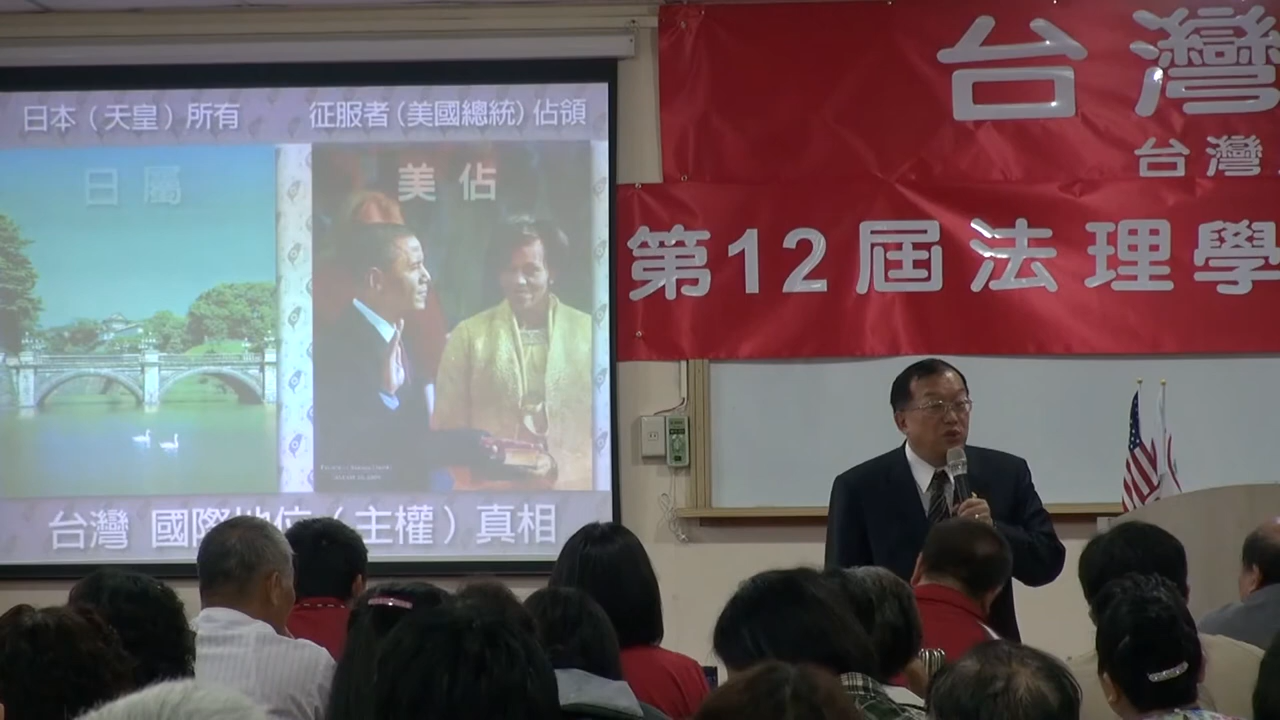 日本（天皇）所有
征服者（美國總統）佔領
日屬
美佔
台灣 國際地位（主權）真相
台灣
台灣
第12屆法理學